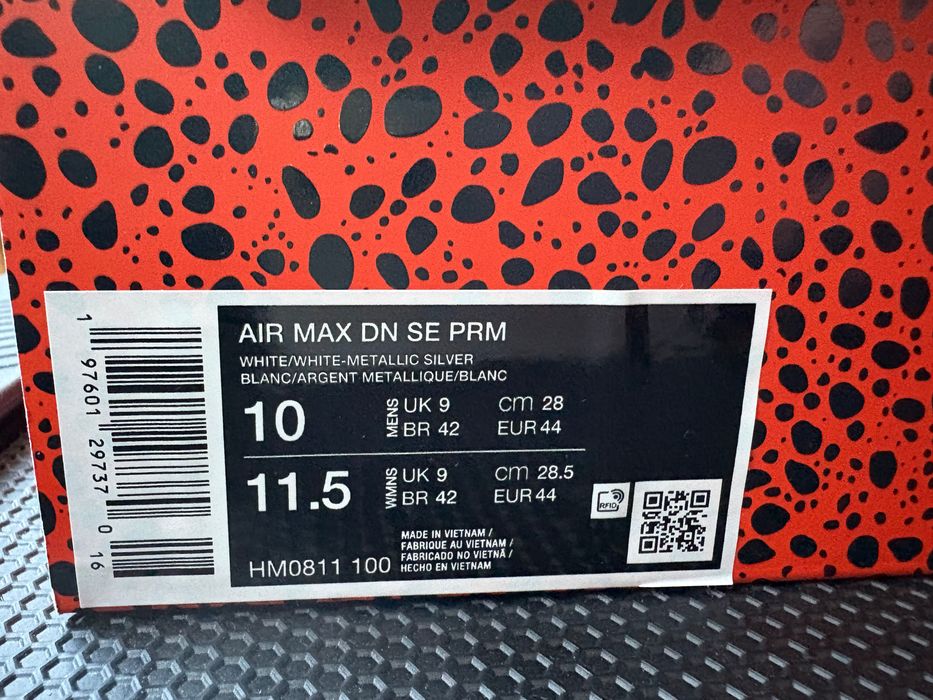 AIR MAX DN SE PRM
WHITE/WHITE-METALLIC SILVER
BLANC/ARGENT METALLIQUE/BLANC
10 MENS UK 9 CM 28
BR 42 EUR 44
11.5 WMNS UK 9 CM 28.5
BR 42 EUR 44
RFID
MADE IN VIETNAM /
FABRIQUE AU VIETNAM /
FABRICADO NO VIETNÃ /
HECHO EN VIETNAM
HM0811 100
1 97601 29737 0 16